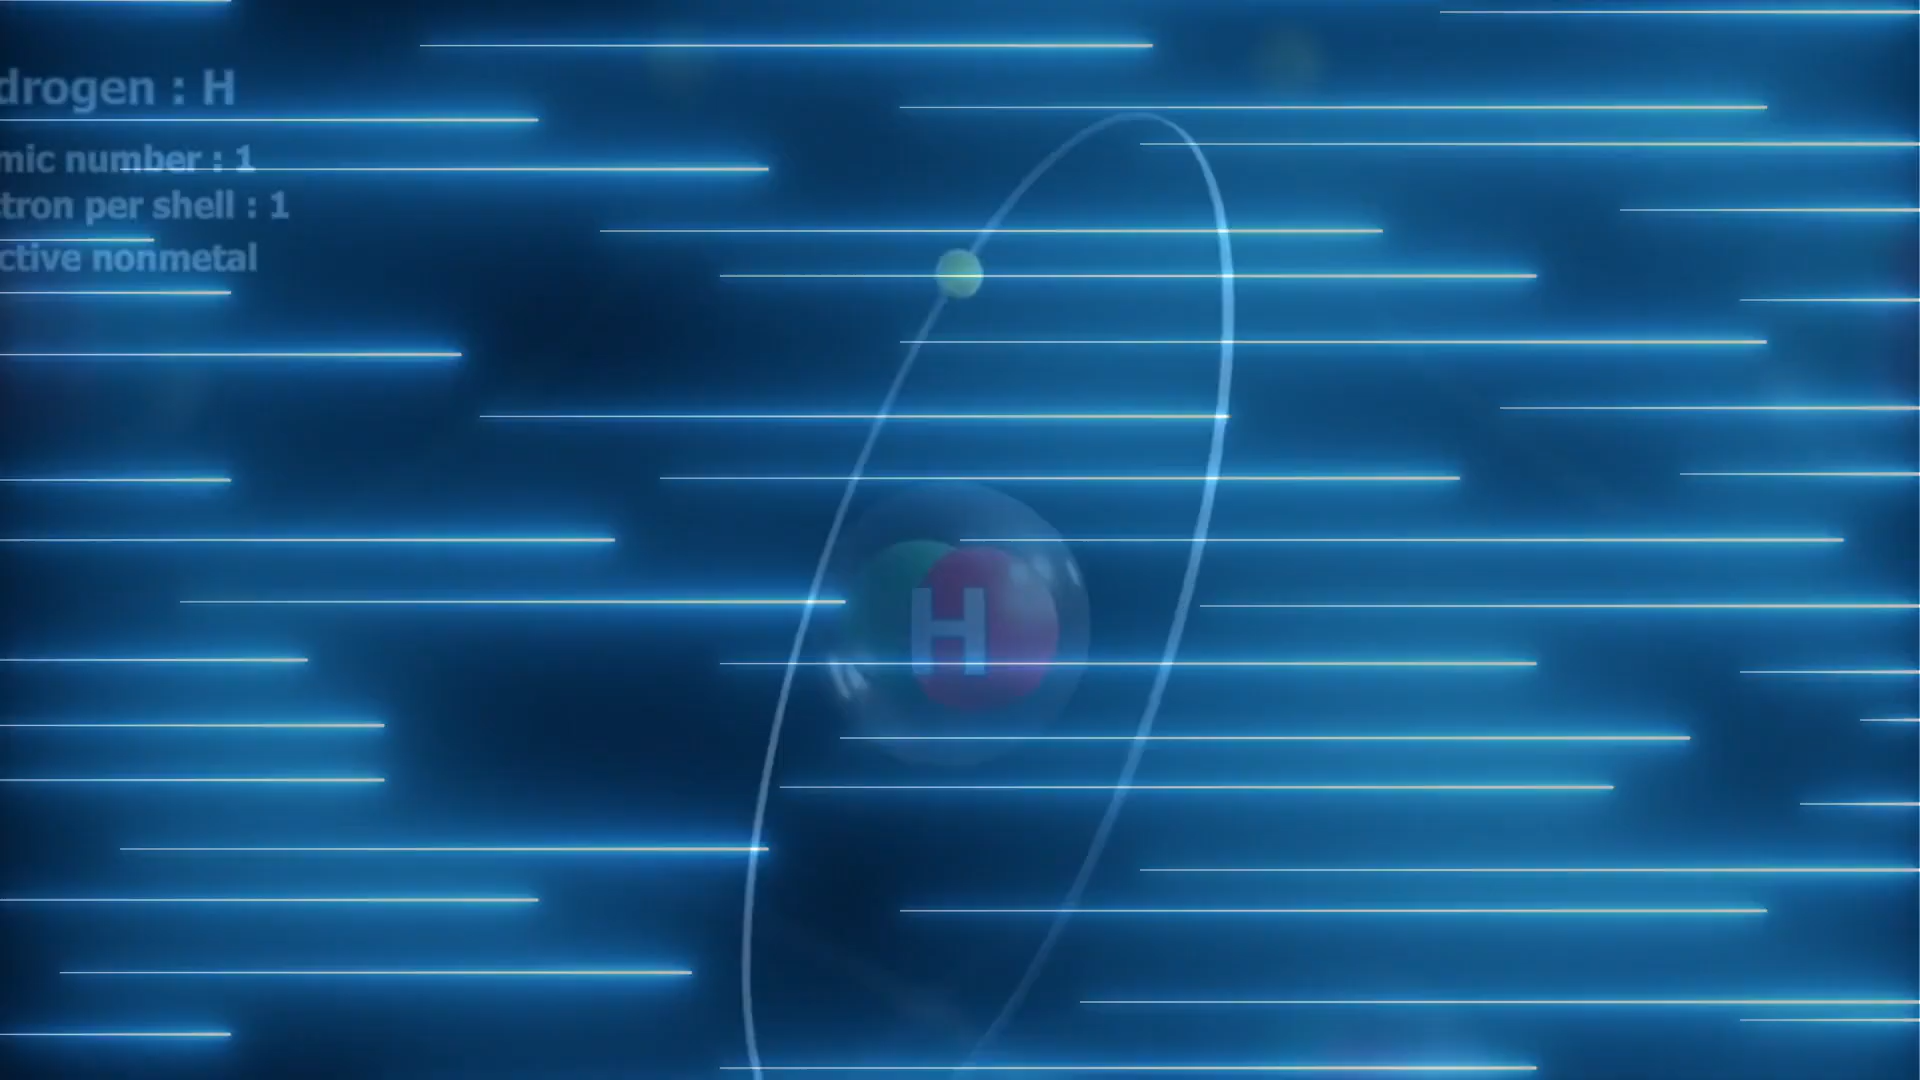 drogen : H
mic number : 1
tron per shell : 1
ctive nonmetal
H